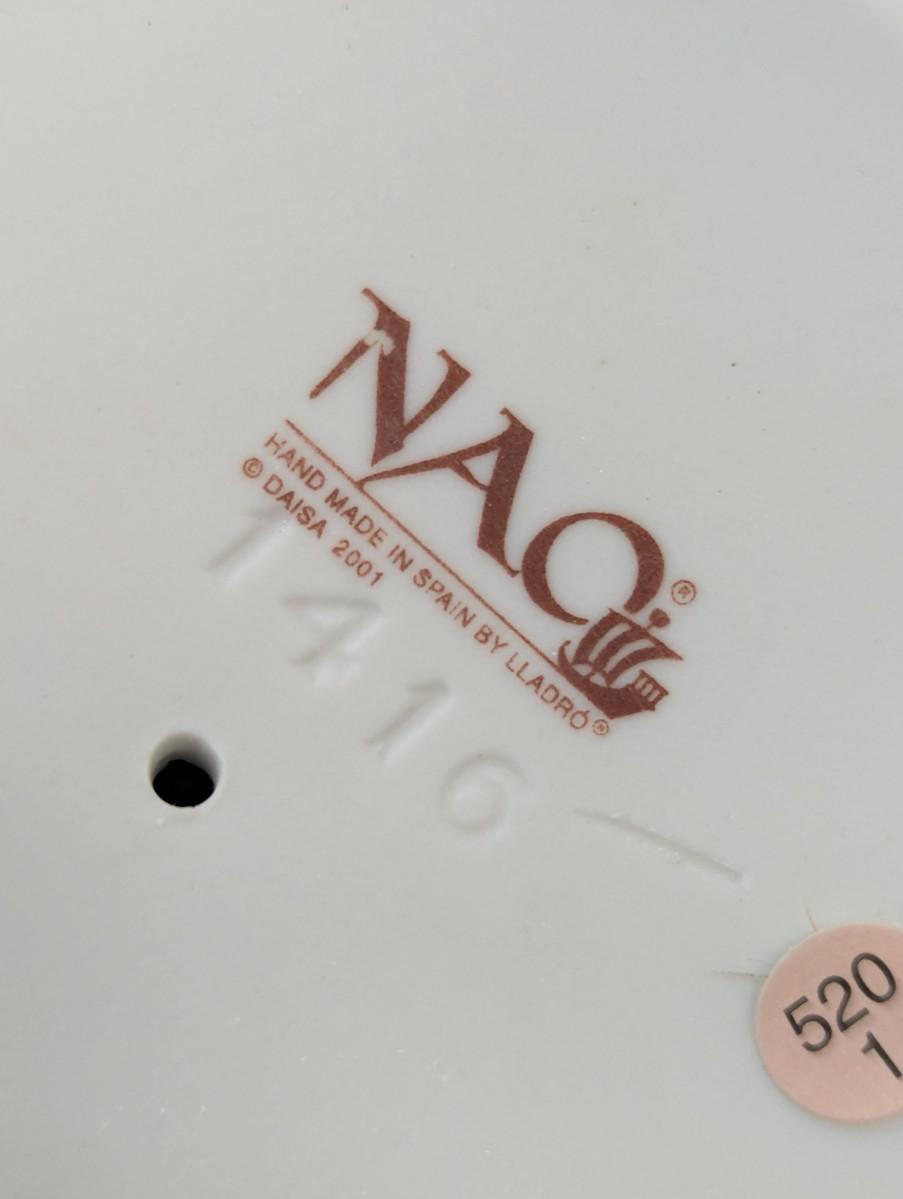 NAO®
HAND MADE IN SPAIN BY LLADRÓ®
© DAISA 2001
1416
520
1